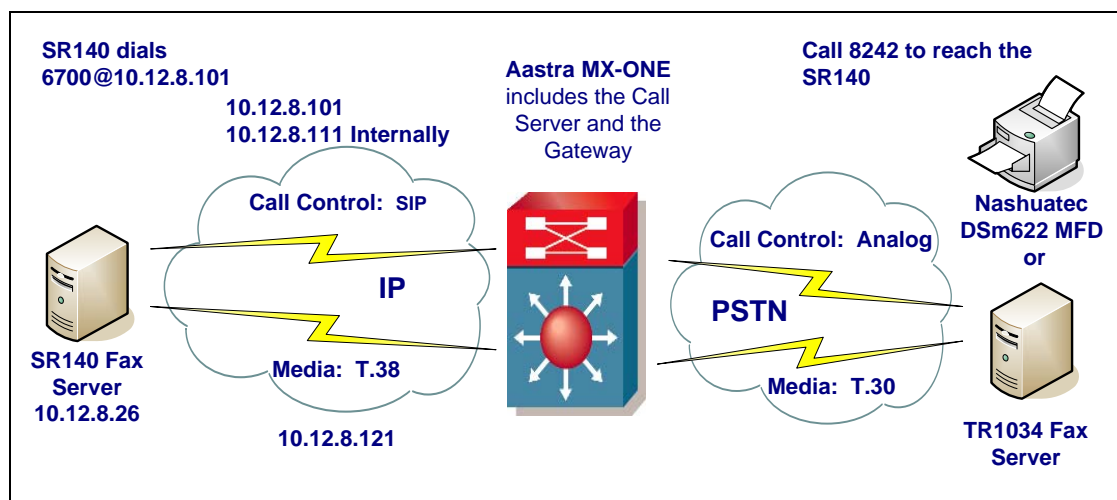 SR140 dials
6700@10.12.8.101
10.12.8.101
10.12.8.111 Internally
Aastra MX-ONE
includes the Call
Server and the
Gateway
Call 8242 to reach the
SR140
Call Control: SIP
IP
Media: T.38
10.12.8.121
SR140 Fax
Server
10.12.8.26
Call Control: Analog
PSTN
Media: T.30
Nashuatec
DSm622 MFD
or
TR1034 Fax
Server